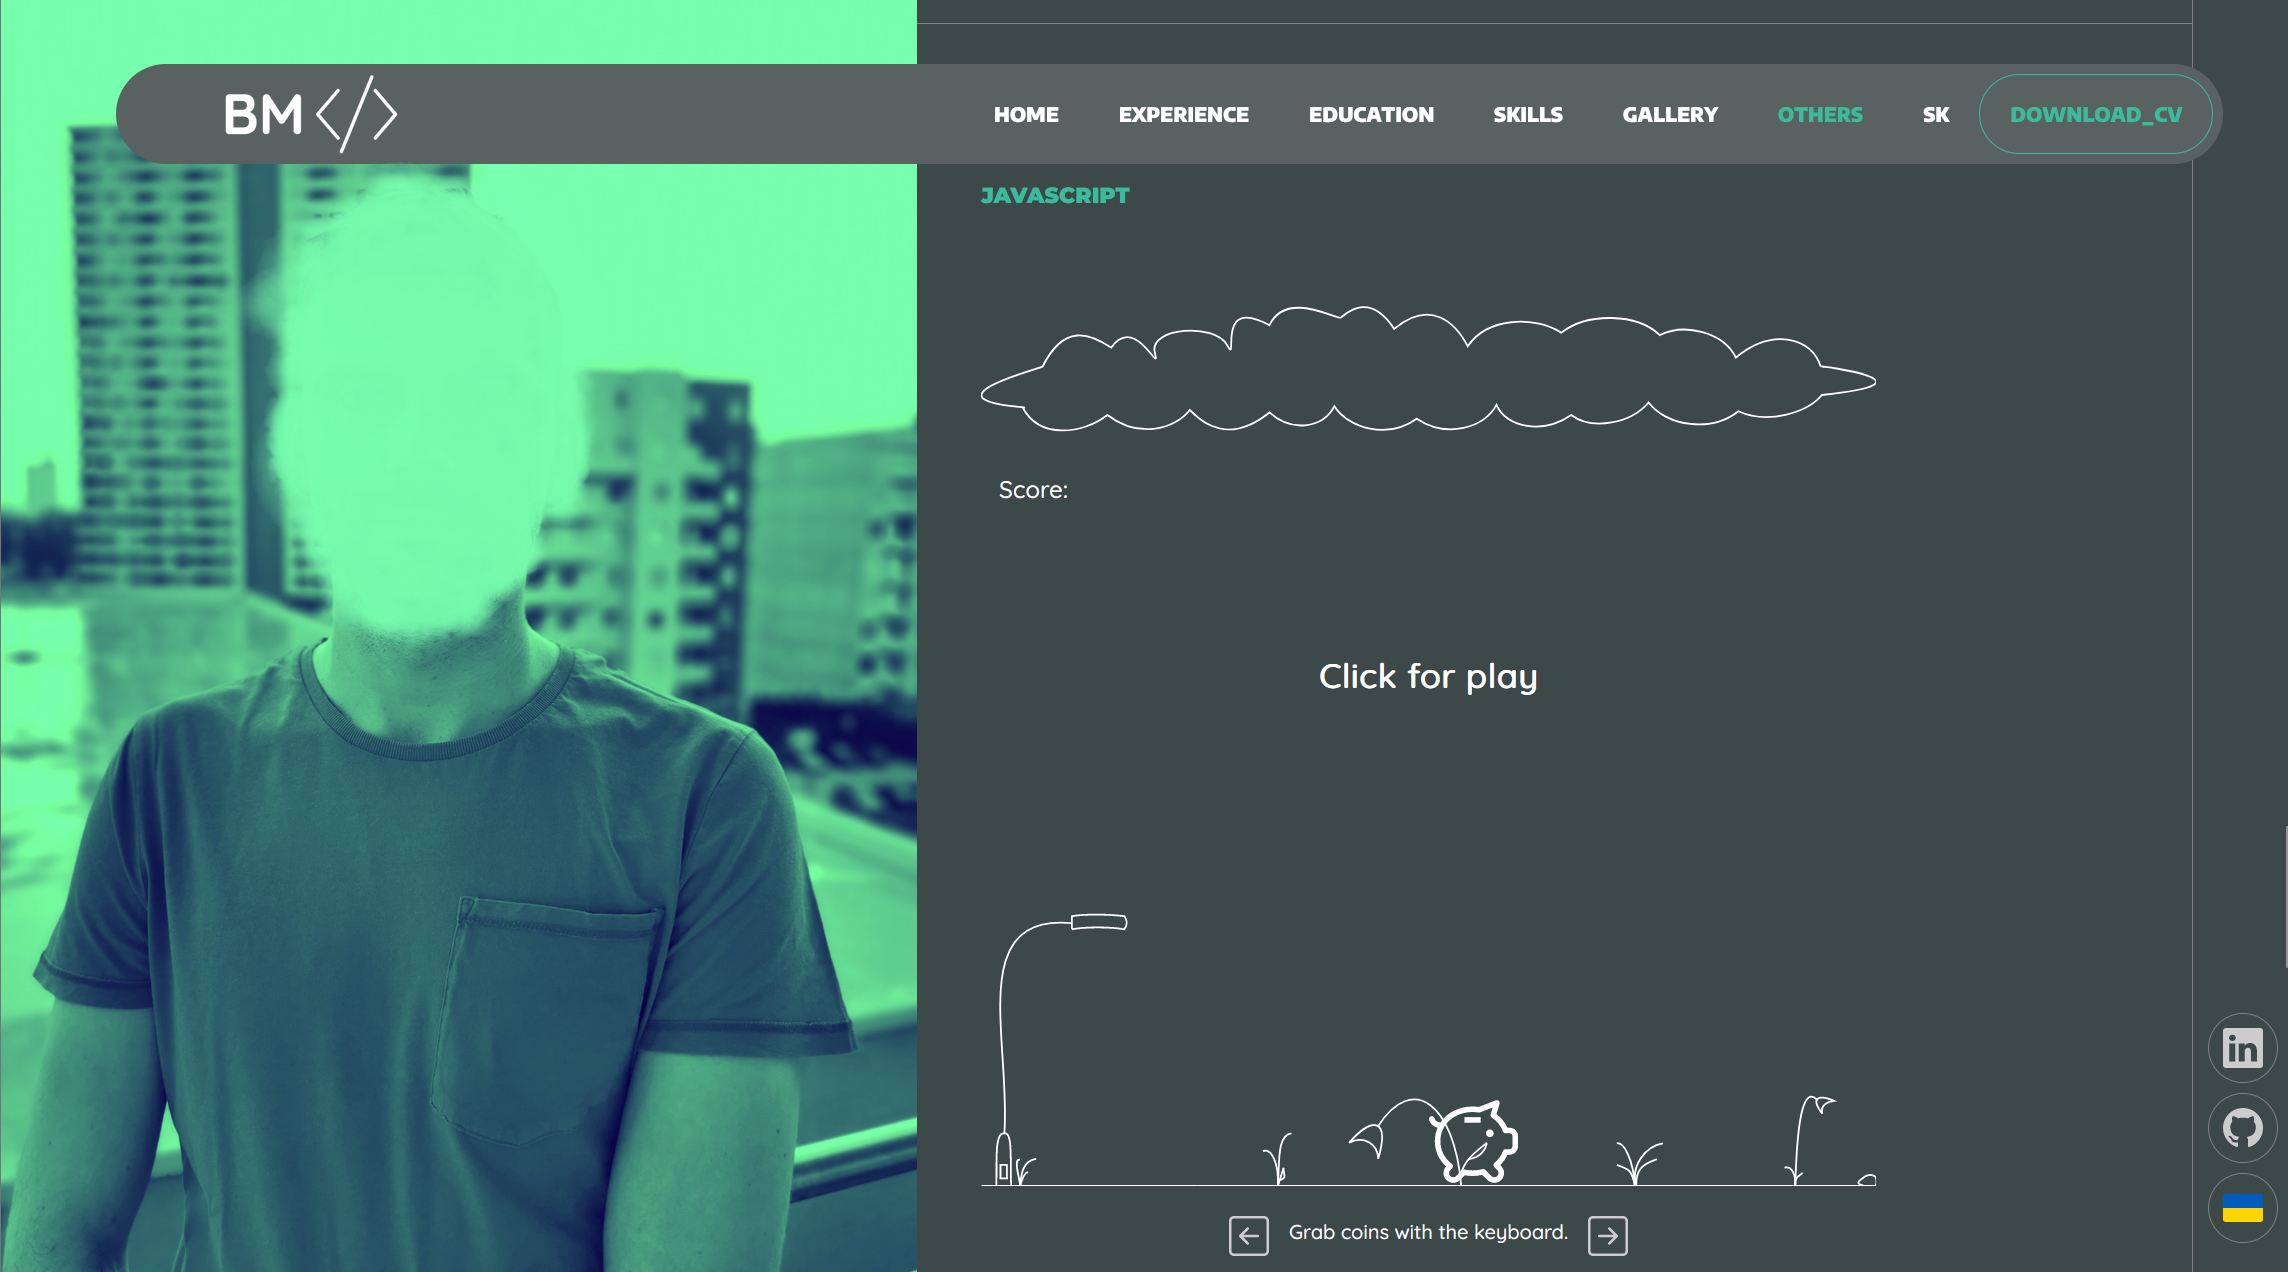 BM </>
HOME EXPERIENCE EDUCATION SKILLS GALLERY OTHERS SK DOWNLOAD_CV
JAVASCRIPT
Score:
Click for play
Grab coins with the keyboard.
in